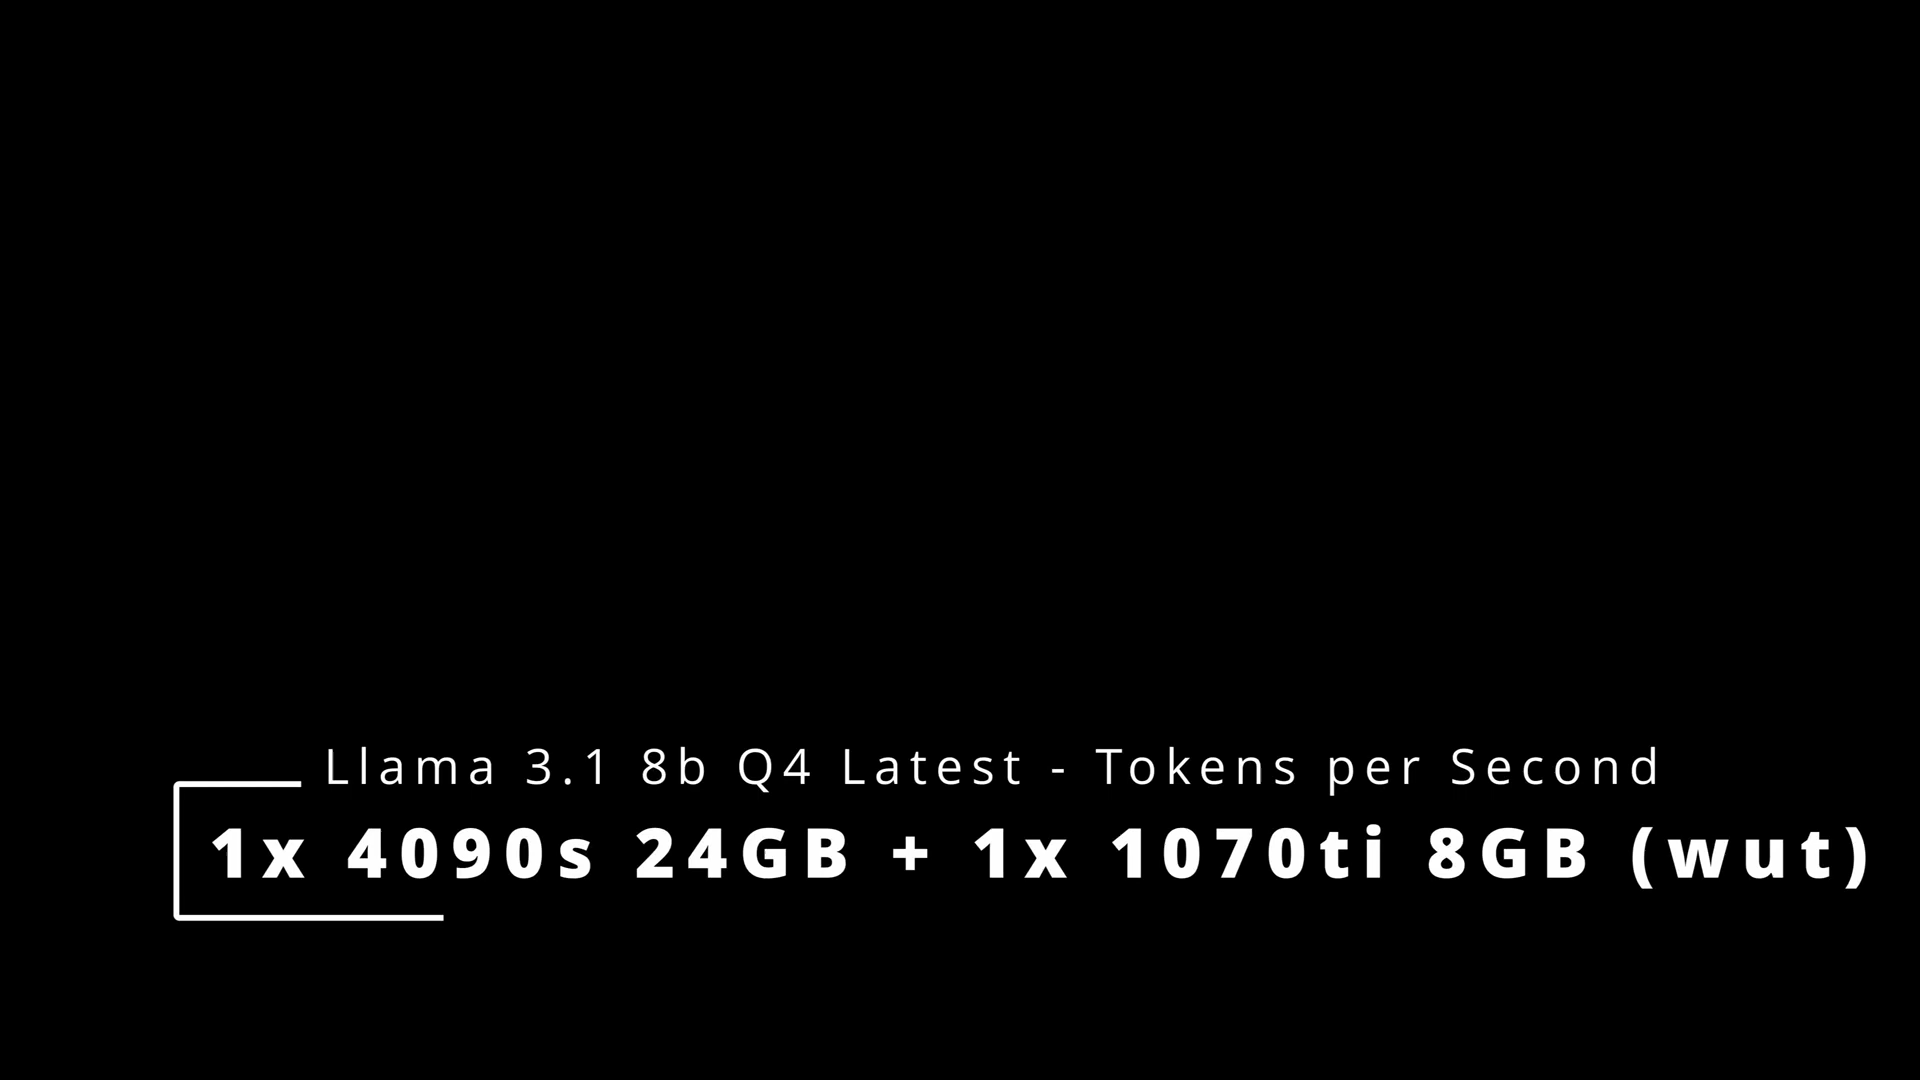 Llama 3.1 8b Q4 Latest - Tokens per Second
1x 4090s 24GB + 1x 1070ti 8GB (wut)